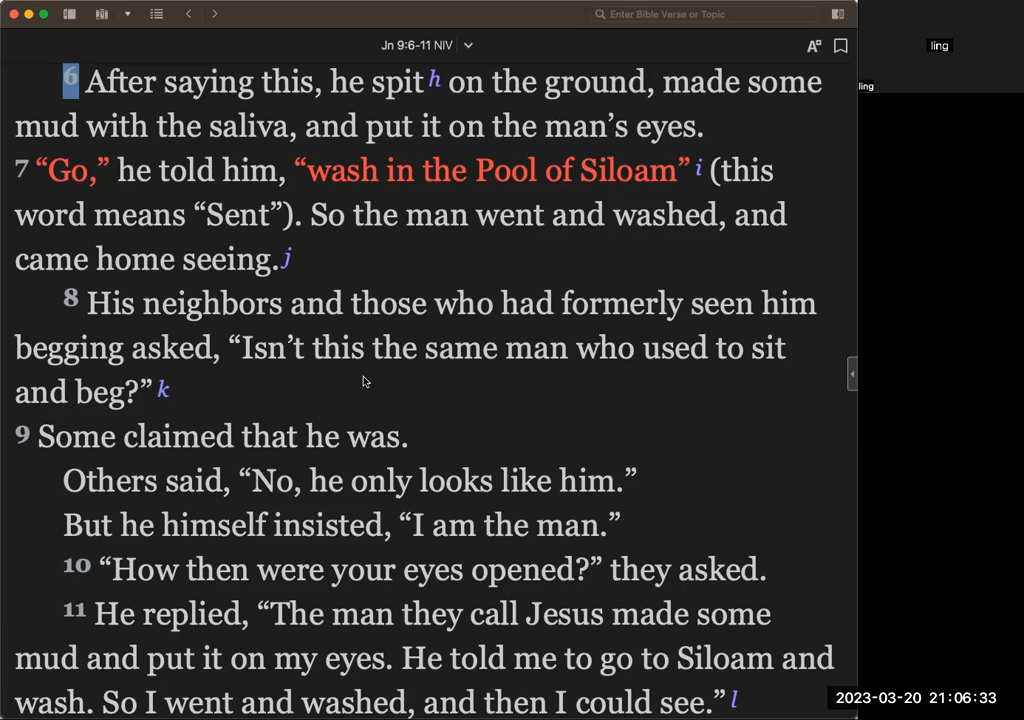 Enter Bible Verse or Topic
Jn 9:6-11 NIV
6 After saying this, he spit h on the ground, made some
mud with the saliva, and put it on the man’s eyes.
7 “Go,” he told him, “wash in the Pool of Siloam” i (this
word means “Sent”). So the man went and washed, and
came home seeing. j
8 His neighbors and those who had formerly seen him
begging asked, “Isn’t this the same man who used to sit
and beg?” k
9 Some claimed that he was.
Others said, “No, he only looks like him.”
But he himself insisted, “I am the man.”
10 “How then were your eyes opened?” they asked.
11 He replied, “The man they call Jesus made some
mud and put it on my eyes. He told me to go to Siloam and
wash. So I went and washed, and then I could see.” l
ling
ling
2023-03-20 21:06:33